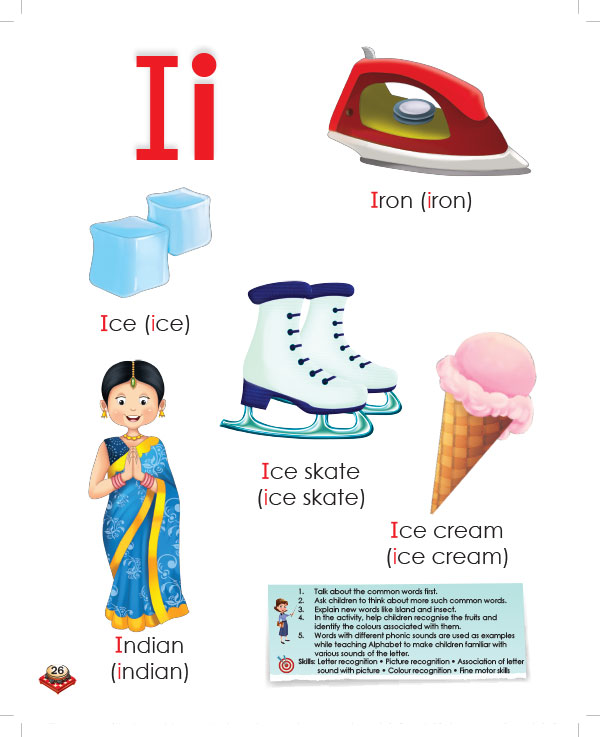 Ii
Iron (iron)
Ice (ice)
Ice skate
(ice skate)
Ice cream
(ice cream)
Indian
(indian)
1. Talk about the common words first.
2. Ask children to think about more such common words.
3. Explain new words like Island and insect.
4. In the activity, help children recognise the fruits and
identify the colours associated with them.
5. Words with different phonic sounds are used as examples
while teaching Alphabet to make children familiar with
various sounds of the letter.
Skills: Letter recognition • Picture recognition • Association of letter
sound with picture • Colour recognition • Fine motor skills
26